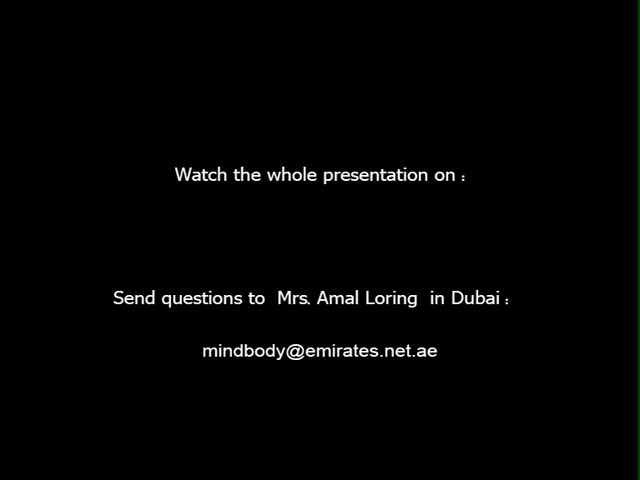 Watch the whole presentation on :
Send questions to  Mrs. Amal Loring  in Dubai :
mindbody@emirates.net.ae